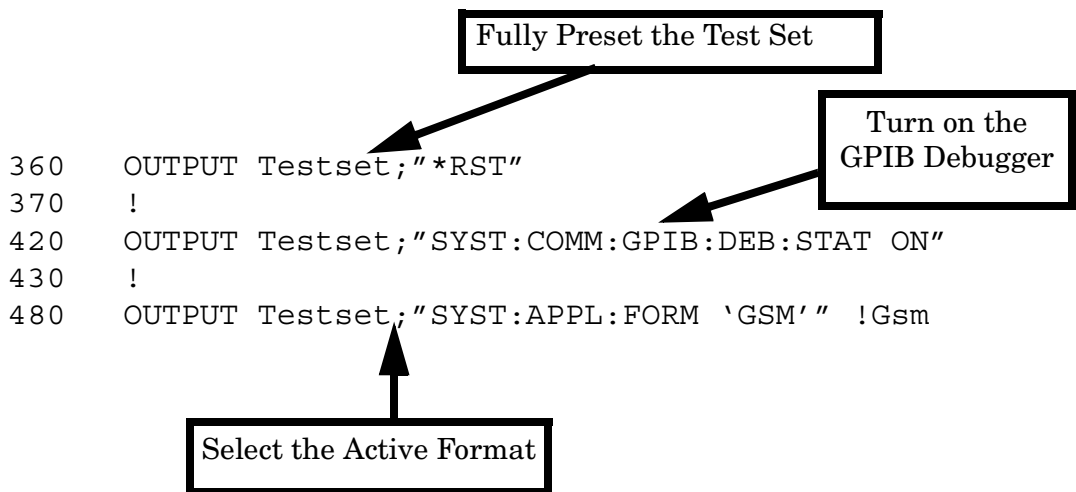 Fully Preset the Test Set
Turn on the
GPIB Debugger
360 OUTPUT Testset;"*RST"
370 !
420 OUTPUT Testset;"SYST:COMM:GPIB:DEB:STAT ON"
430 !
480 OUTPUT Testset;"SYST:APPL:FORM ‘GSM’" !Gsm
Select the Active Format